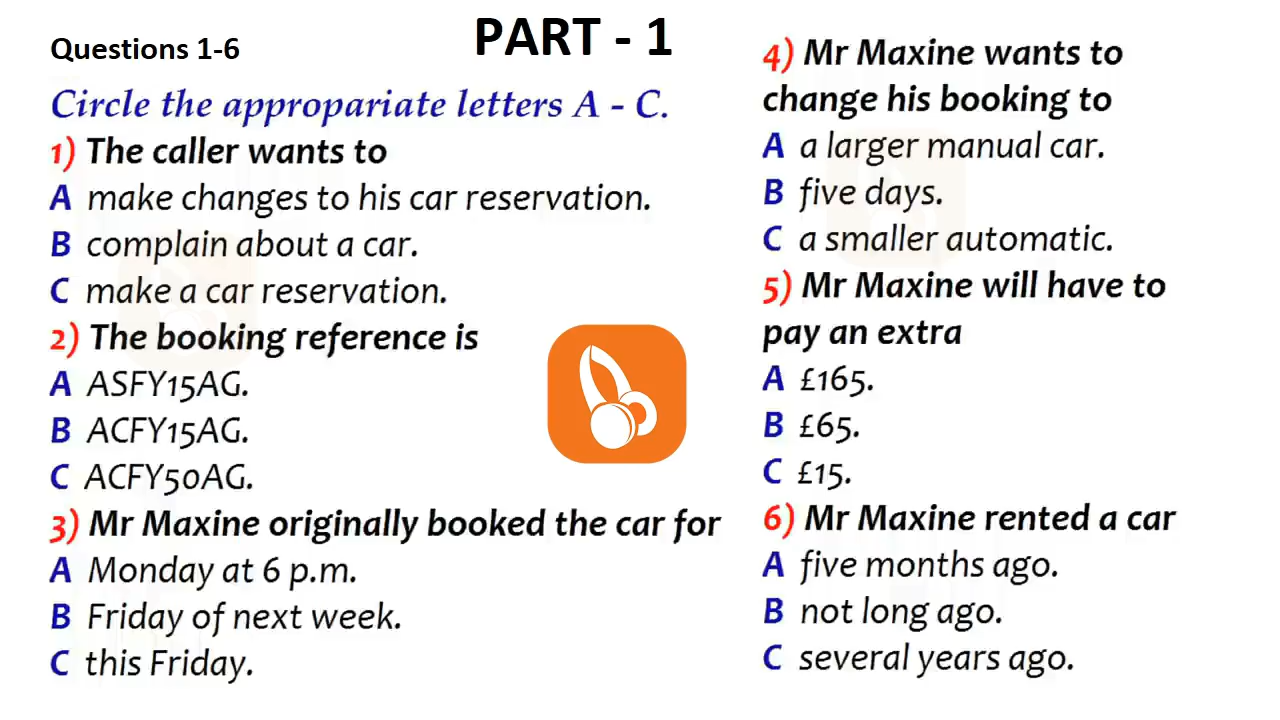 PART - 1
Questions 1-6
Circle the appropariate letters A - C.
1) The caller wants to
A make changes to his car reservation.
B complain about a car.
C make a car reservation.
2) The booking reference is
A ASFY15AG.
B ACFY15AG.
C ACFY50AG.
3) Mr Maxine originally booked the car for
A Monday at 6 p.m.
B Friday of next week.
C this Friday.
4) Mr Maxine wants to
change his booking to
A a larger manual car.
B five days.
C a smaller automatic.
5) Mr Maxine will have to
pay an extra
A £165.
B £65.
C £15.
6) Mr Maxine rented a car
A five months ago.
B not long ago.
C several years ago.